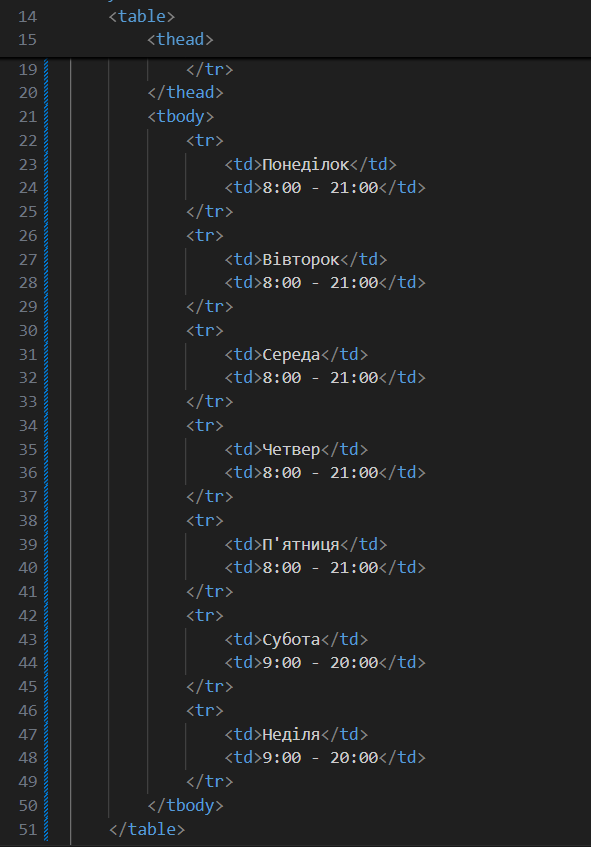 14 <table>
15 <thead>
19 </tr>
20 </thead>
21 <tbody>
22 <tr>
23 <td>Понеділок</td>
24 <td>8:00 - 21:00</td>
25 </tr>
26 <tr>
27 <td>Вівторок</td>
28 <td>8:00 - 21:00</td>
29 </tr>
30 <tr>
31 <td>Середа</td>
32 <td>8:00 - 21:00</td>
33 </tr>
34 <tr>
35 <td>Четвер</td>
36 <td>8:00 - 21:00</td>
37 </tr>
38 <tr>
39 <td>П'ятниця</td>
40 <td>8:00 - 21:00</td>
41 </tr>
42 <tr>
43 <td>Субота</td>
44 <td>9:00 - 20:00</td>
45 </tr>
46 <tr>
47 <td>Неділя</td>
48 <td>9:00 - 20:00</td>
49 </tr>
50 </tbody>
51 </table>